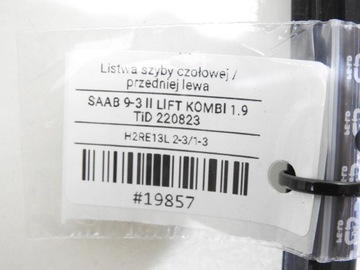 Listwa szyby czołowej /
przedniej lewa
SAAB 9-3 II LIFT KOMBI 1.9
TiD 220823
H2RE13L 2-3/1-3
#19857